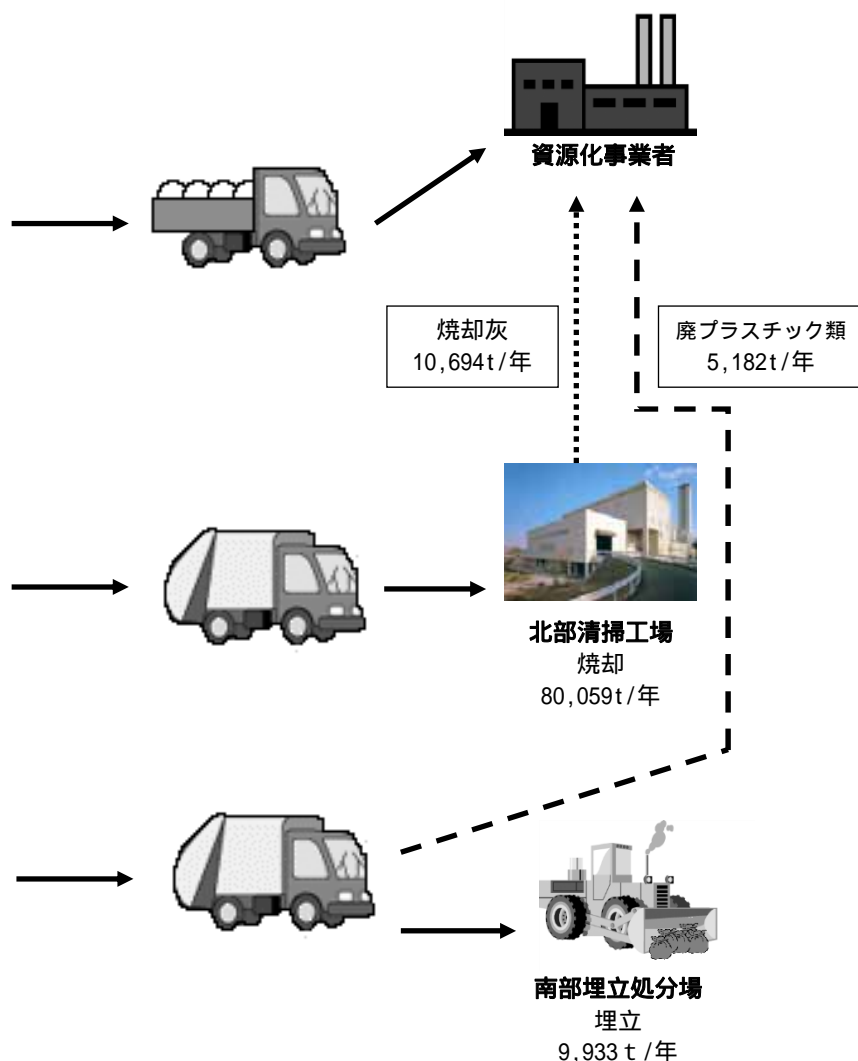 資源化事業者
焼却灰
10,694t/年
廃プラスチック類
5,182t/年
北部清掃工場
焼却
80,059t/年
南部埋立処分場
埋立
9,933ｔ/年